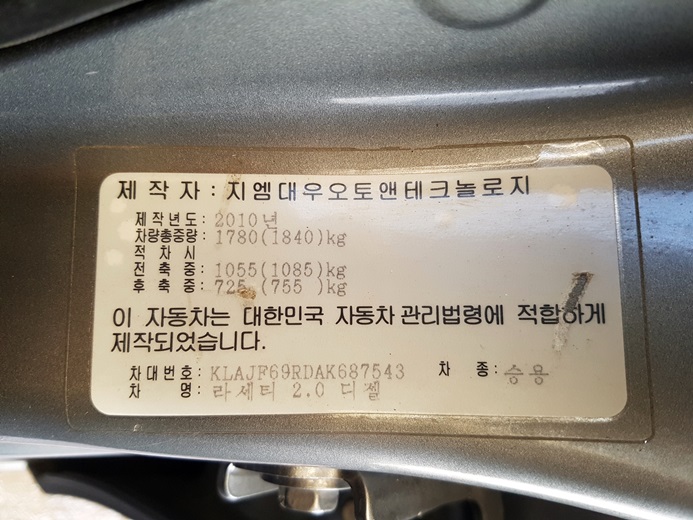 제작자: 지엠대우오토앤테크놀로지
제작년도: 2010년
차량총중량: 1780(1840)kg
적차시
전축중: 1055(1085)kg
후축중: 725 (755 )kg
이 자동차는 대한민국 자동차관리법령에 적합하게
제작되었습니다.
차대번호: KLAJF69RDAK687543 차종: 승용
차명: 라세티 2.0 디젤